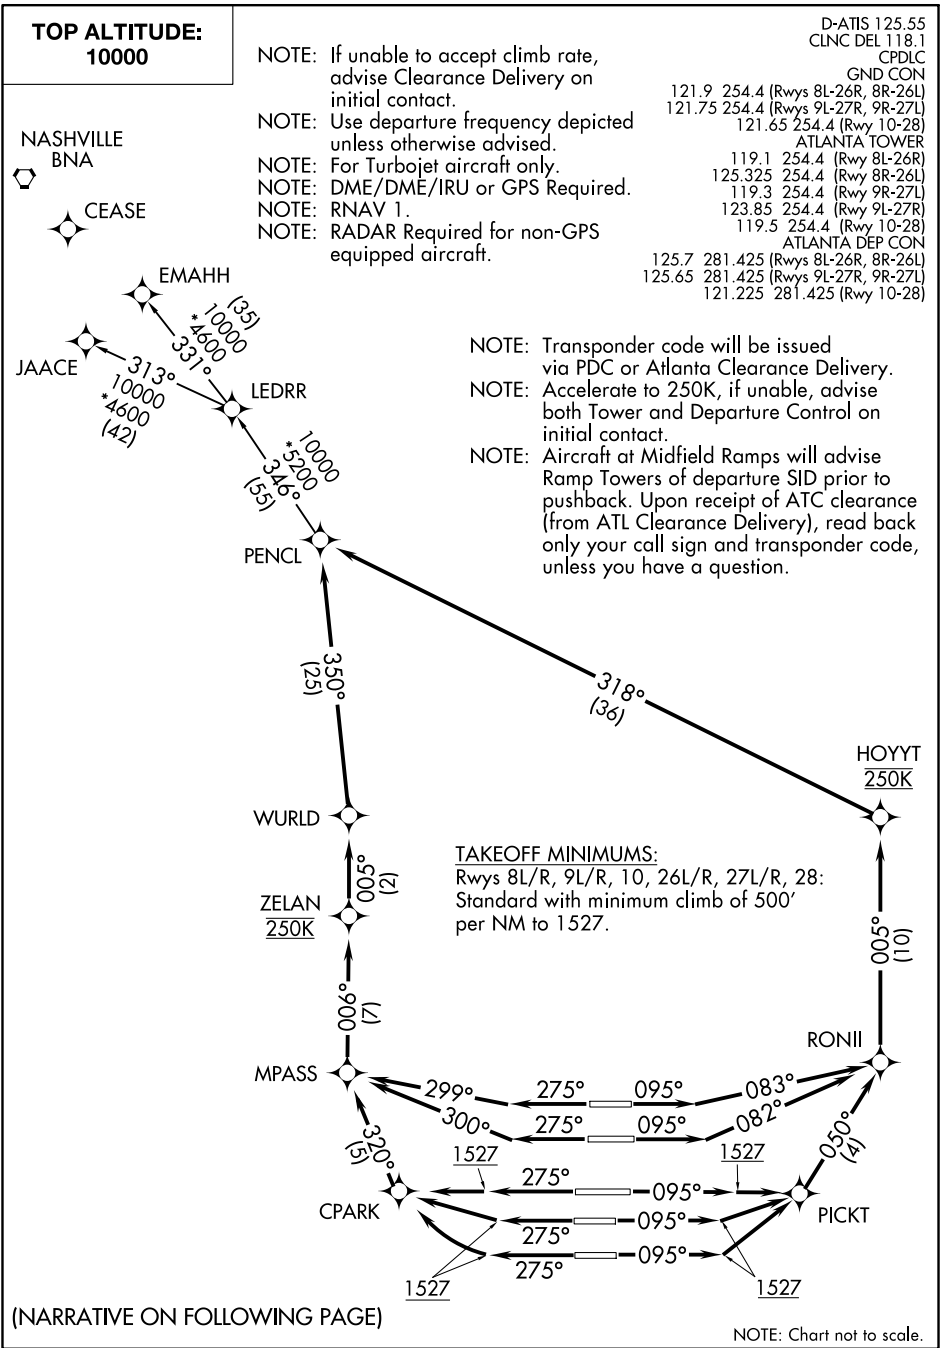 TOP ALTITUDE:
10000
NOTE: If unable to accept climb rate,
advise Clearance Delivery on
initial contact.
NOTE: Use departure frequency depicted
unless otherwise advised.
NOTE: For Turbojet aircraft only.
NOTE: DME/DME/IRU or GPS Required.
NOTE: RNAV 1.
NOTE: RADAR Required for non-GPS
equipped aircraft.
D-ATIS 125.55
CLNC DEL 118.1
CPDLC
GND CON
121.9 254.4 (Rwys 8L-26R, 8R-26L)
121.75 254.4 (Rwys 9L-27R, 9R-27L)
121.65 254.4 (Rwy 10-28)
ATLANTA TOWER
119.1 254.4 (Rwy 8L-26R)
125.325 254.4 (Rwy 8R-26L)
119.3 254.4 (Rwy 9R-27L)
123.85 254.4 (Rwy 9L-27R)
119.5 254.4 (Rwy 10-28)
ATLANTA DEP CON
125.7 281.425 (Rwys 8L-26R, 8R-26L)
125.65 281.425 (Rwys 9L-27R, 9R-27L)
121.225 281.425 (Rwy 10-28)
NASHVILLE
BNA
CEASE
EMAHH
(35)
10000
*4600
331°
JAACE
313°
10000
*4600
(42)
LEDRR
10000
*5200
346°
(55)
PENCL
NOTE: Transponder code will be issued
via PDC or Atlanta Clearance Delivery.
NOTE: Accelerate to 250K, if unable, advise
both Tower and Departure Control on
initial contact.
NOTE: Aircraft at Midfield Ramps will advise
Ramp Towers of departure SID prior to
pushback. Upon receipt of ATC clearance
(from ATL Clearance Delivery), read back
only your call sign and transponder code,
unless you have a question.
350°
(25)
318°
(36)
HOYYT
250K
WURLD
005°
(2)
ZELAN
250K
TAKEOFF MINIMUMS:
Rwys 8L/R, 9L/R, 10, 26L/R, 27L/R, 28:
Standard with minimum climb of 500'
per NM to 1527.
005°
(10)
006°
(7)
RONII
MPASS
299° 275° 095° 083°
300° 275° 095° 082°
320°
(5)
050°
(4)
1527 1527
275° 095°
CPARK
PICKT
275° 095°
275° 095°
1527 1527
(NARRATIVE ON FOLLOWING PAGE)
NOTE: Chart not to scale.